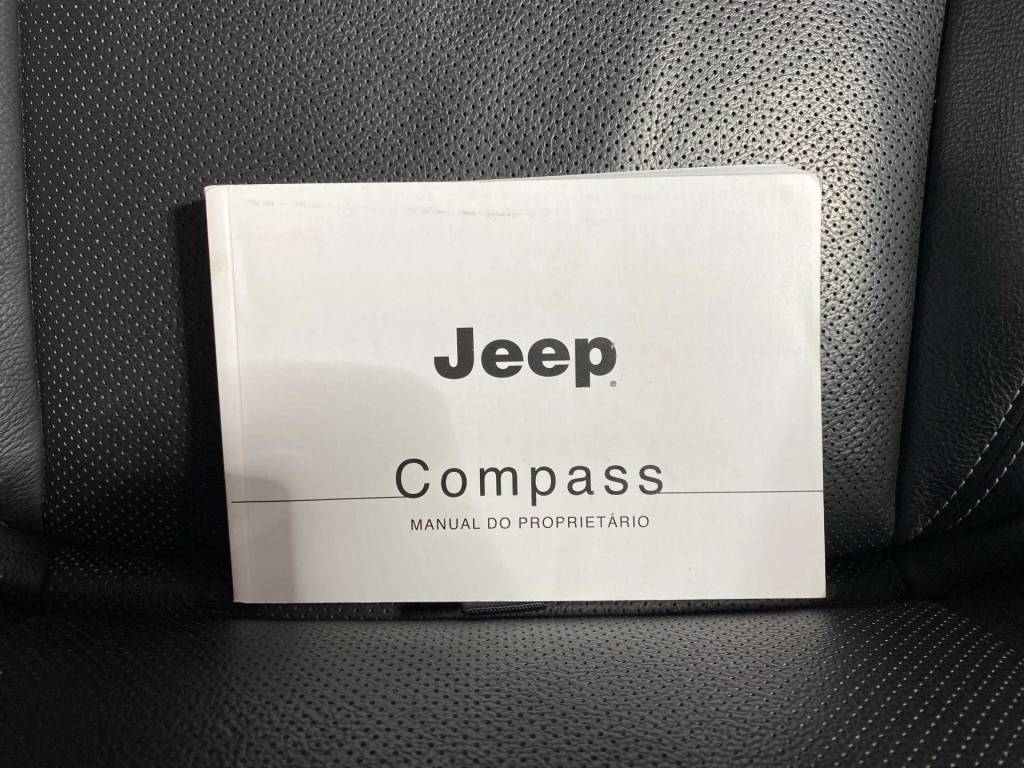 Jeep®
Compass
MANUAL DO PROPRIETÁRIO